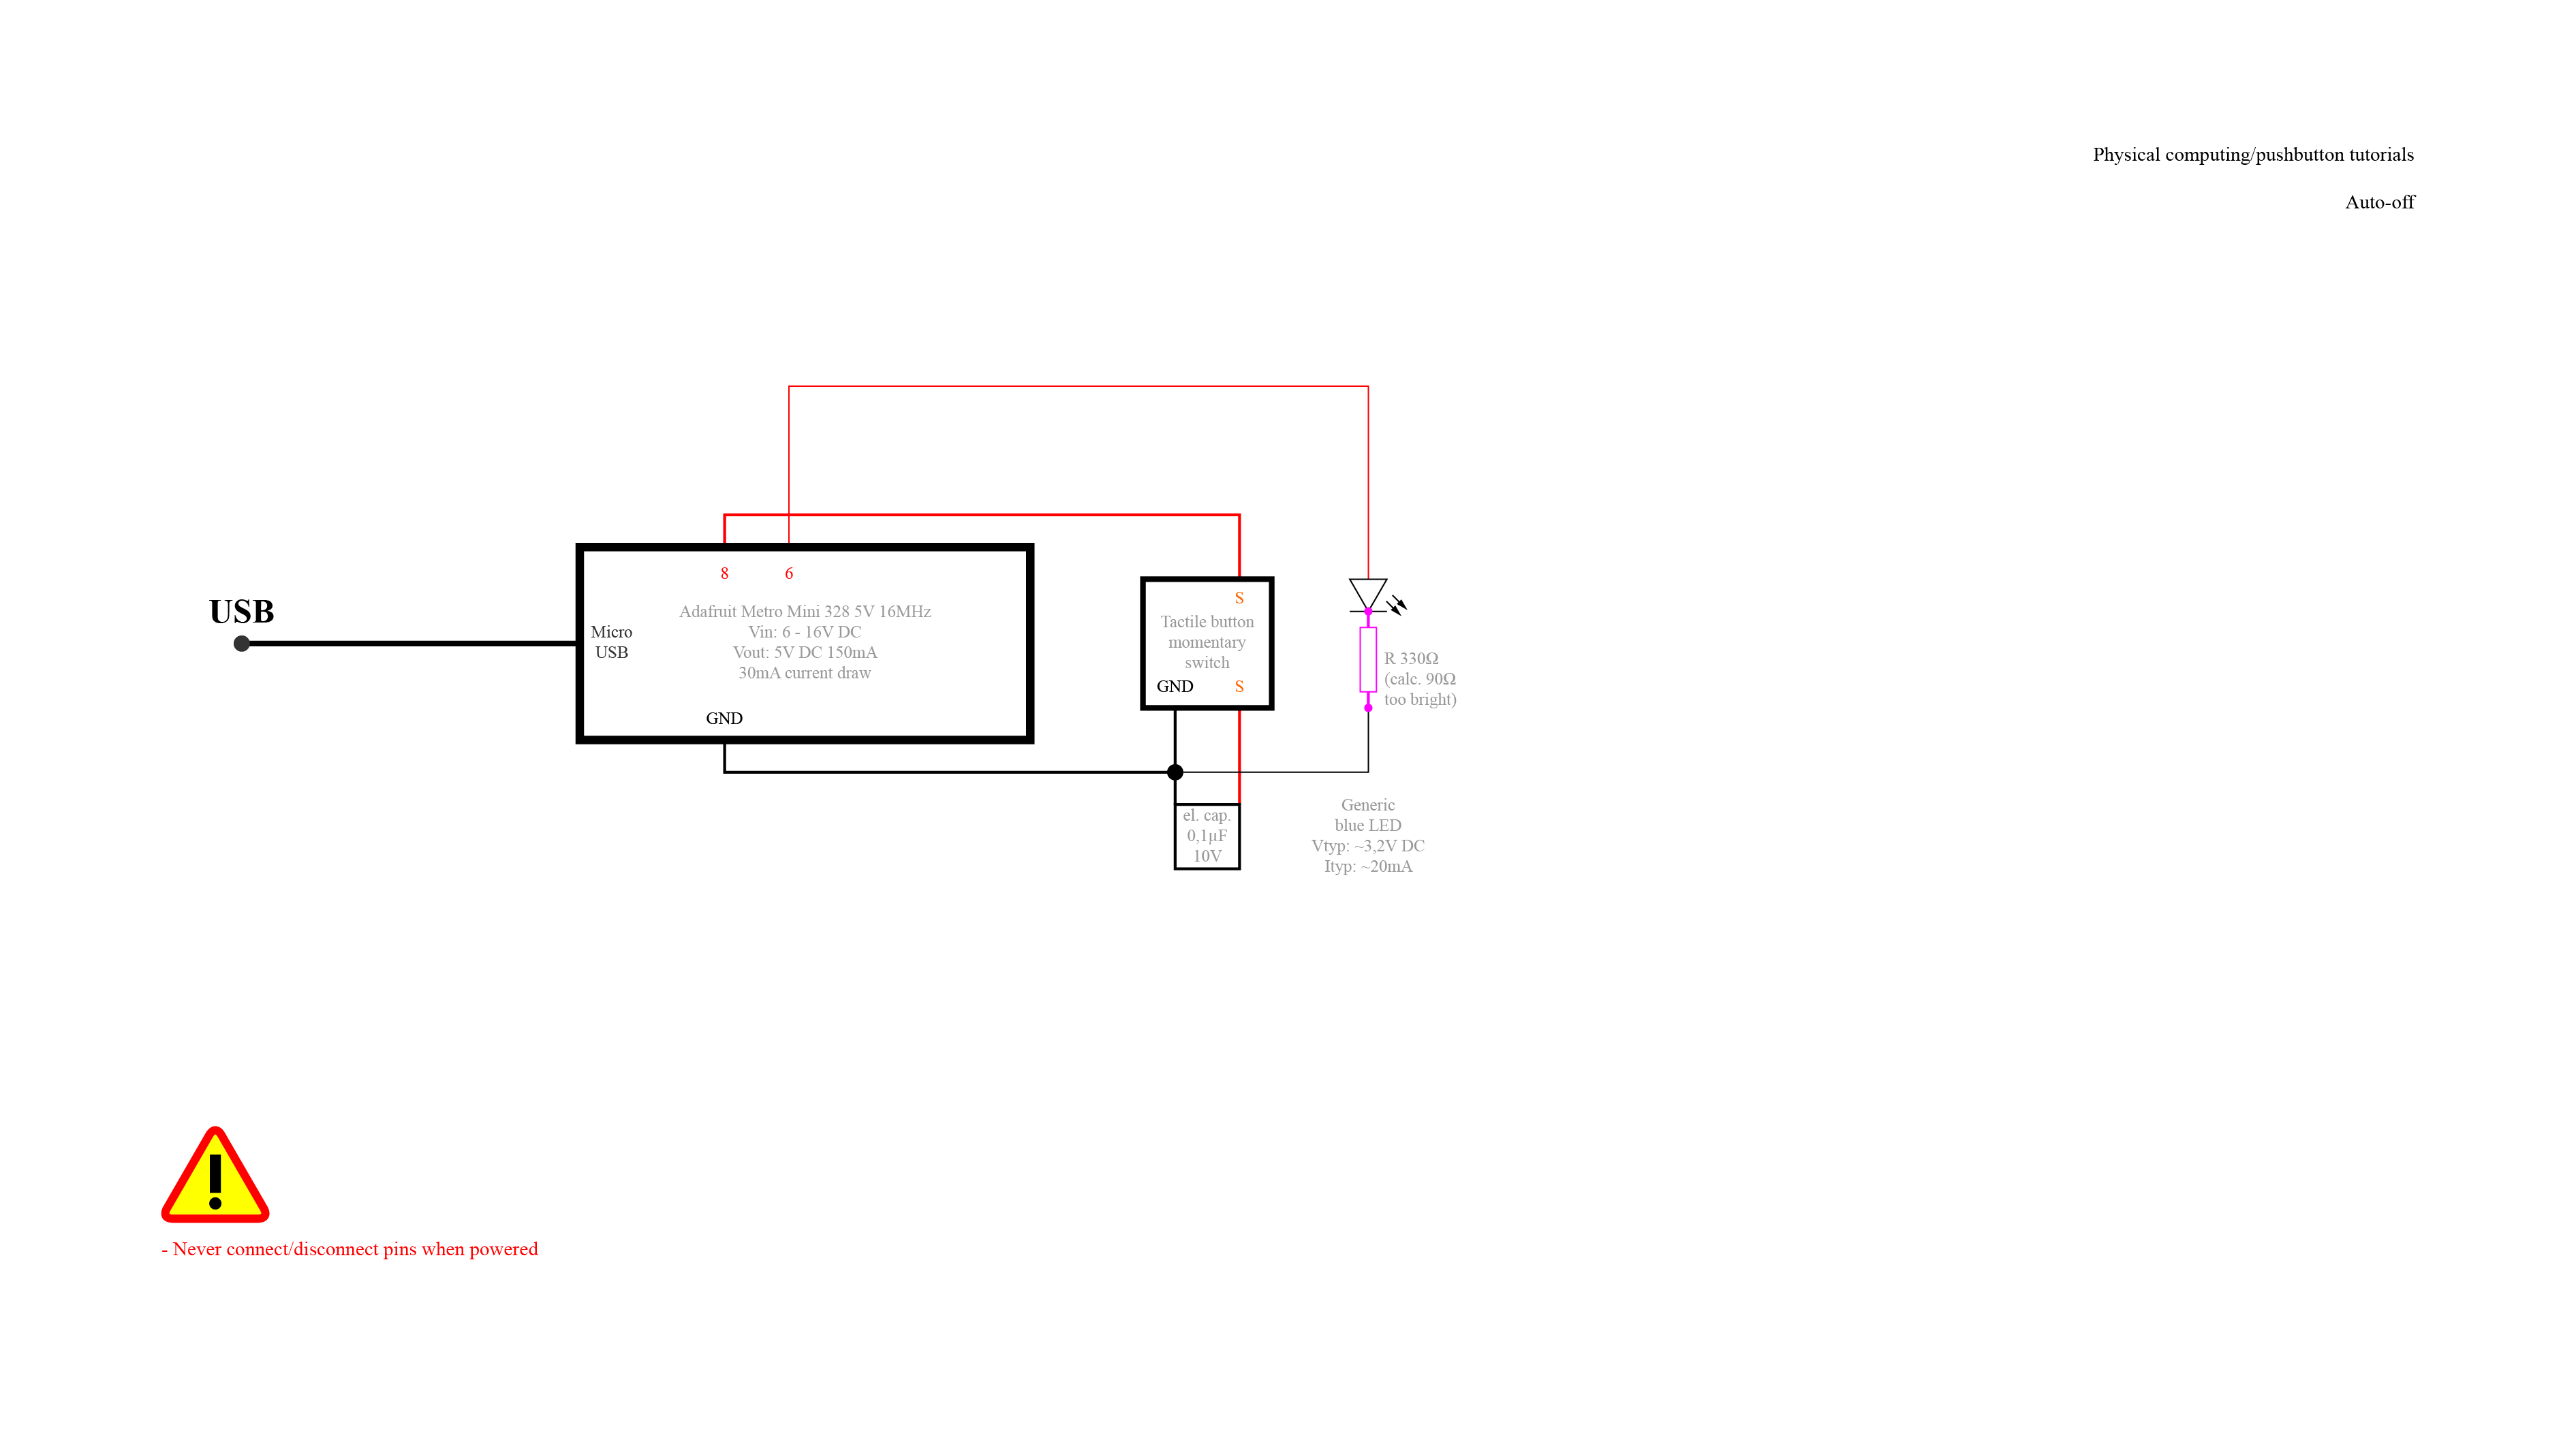 Physical computing/pushbutton tutorials
Auto-off
8
6
USB
Micro
USB
Adafruit Metro Mini 328 5V 16MHz
Vin: 6 - 16V DC
Vout: 5V DC 150mA
30mA current draw
GND
S
Tactile button
momentary
switch
GND
S
R 330Ω
(calc. 90Ω
too bright)
el. cap.
0,1µF
10V
Generic
blue LED
Vtyp: ~3,2V DC
Ityp: ~20mA
- Never connect/disconnect pins when powered